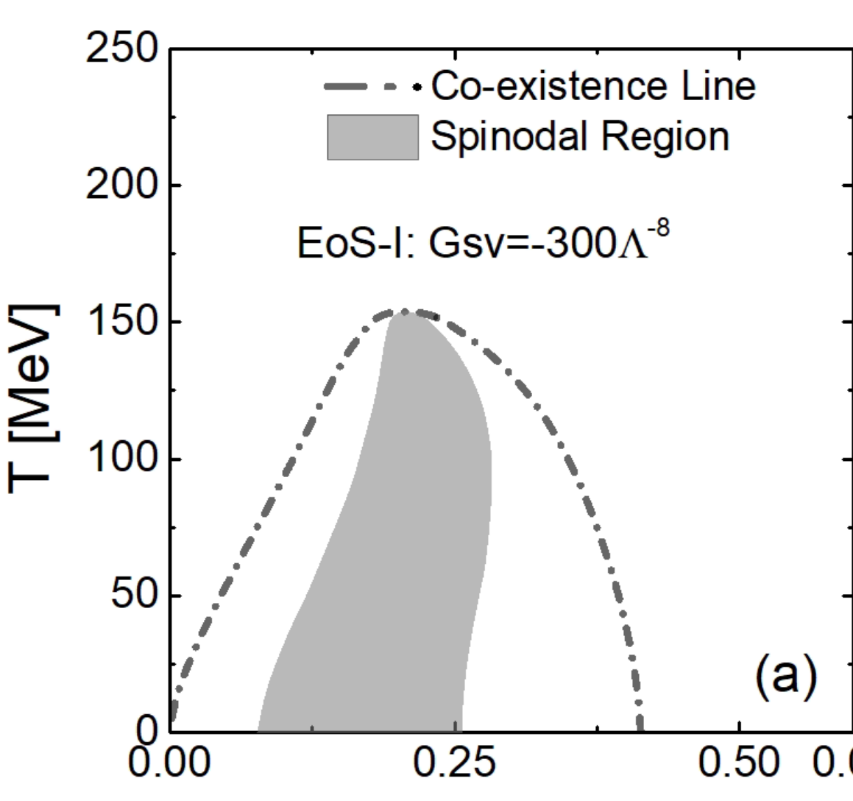 250
Co-existence Line
Spinodal Region
200
EoS-I: Gsv=-300Λ-8
150
T [MeV]
100
50
(a)
0
0.00 0.25 0.50